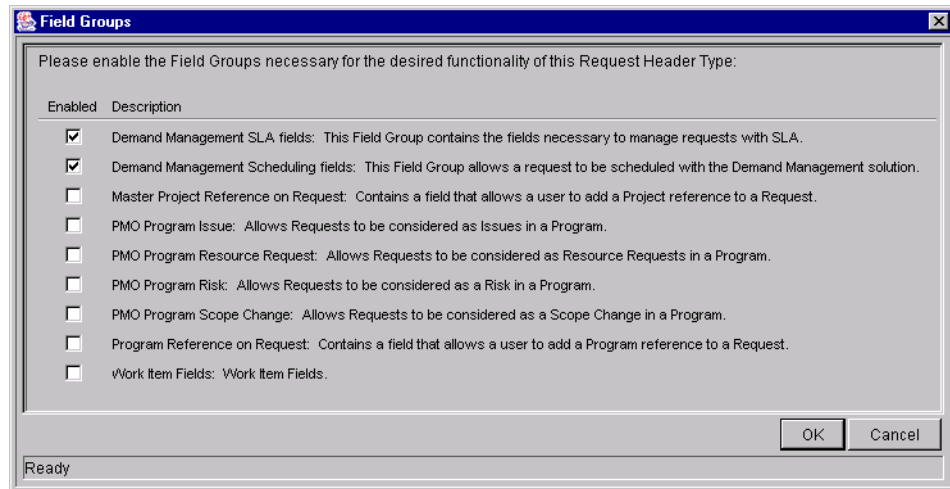 Field Groups
Please enable the Field Groups necessary for the desired functionality of this Request Header Type:
Enabled Description
Demand Management SLA fields: This Field Group contains the fields necessary to manage requests with SLA.
Demand Management Scheduling fields: This Field Group allows a request to be scheduled with the Demand Management solution.
Master Project Reference on Request: Contains a field that allows a user to add a Project reference to a Request.
PMO Program Issue: Allows Requests to be considered as Issues in a Program.
PMO Program Resource Request: Allows Requests to be considered as Resource Requests in a Program.
PMO Program Risk: Allows Requests to be considered as a Risk in a Program.
PMO Program Scope Change: Allows Requests to be considered as a Scope Change in a Program.
Program Reference on Request: Contains a field that allows a user to add a Program reference to a Request.
Work Item Fields: Work Item Fields.
OK Cancel
Ready